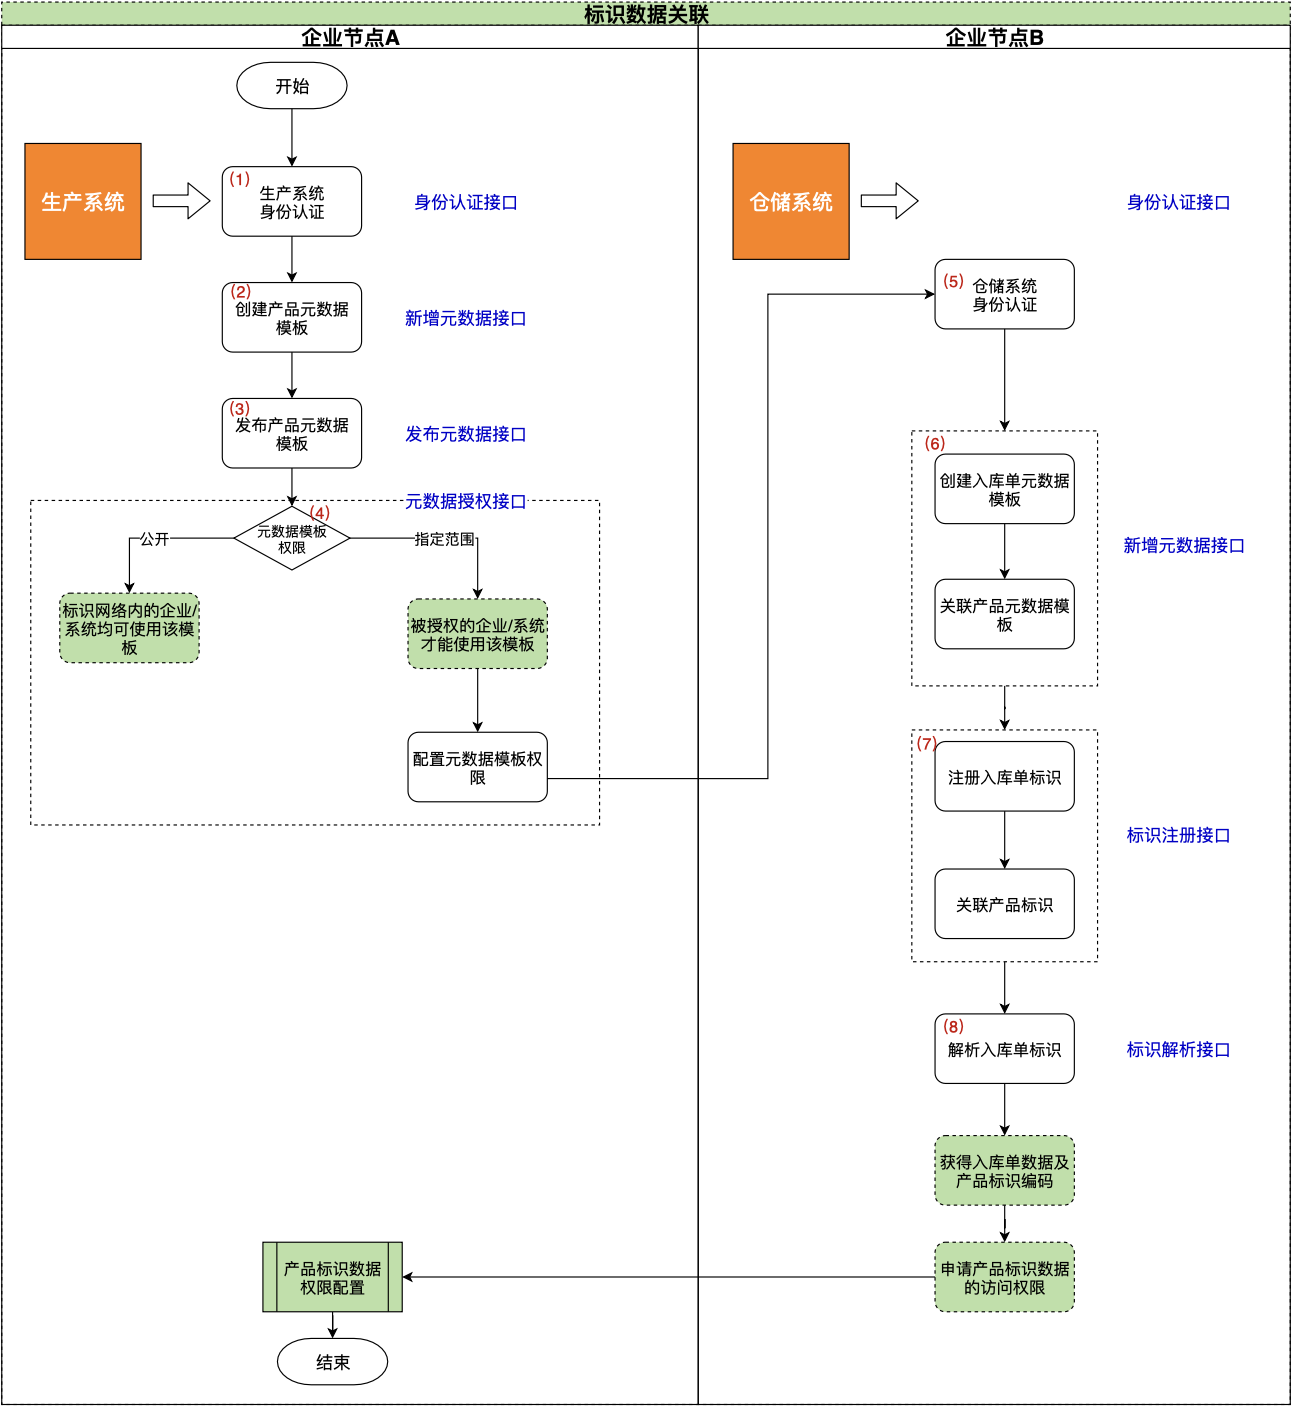 标识数据关联
企业节点A
企业节点B
开始
生产系统
(1)
生产系统
身份认证
身份认证接口
仓储系统
身份认证接口
(2)
创建产品元数据
模板
新增元数据接口
(5)
仓储系统
身份认证
(3)
发布产品元数据
模板
发布元数据接口
元数据授权接口
(4)
元数据模板
权限
公开
指定范围
标识网络内的企业/
系统均可使用该模
板
被授权的企业/系统
才能使用该模板
配置元数据模板权
限
(6)
创建入库单元数据
模板
新增元数据接口
关联产品元数据模
板
(7)
注册入库单标识
标识注册接口
关联产品标识
(8)
解析入库单标识
标识解析接口
获得入库单数据及
产品标识编码
申请产品标识数据
的访问权限
产品标识数据
权限配置
结束